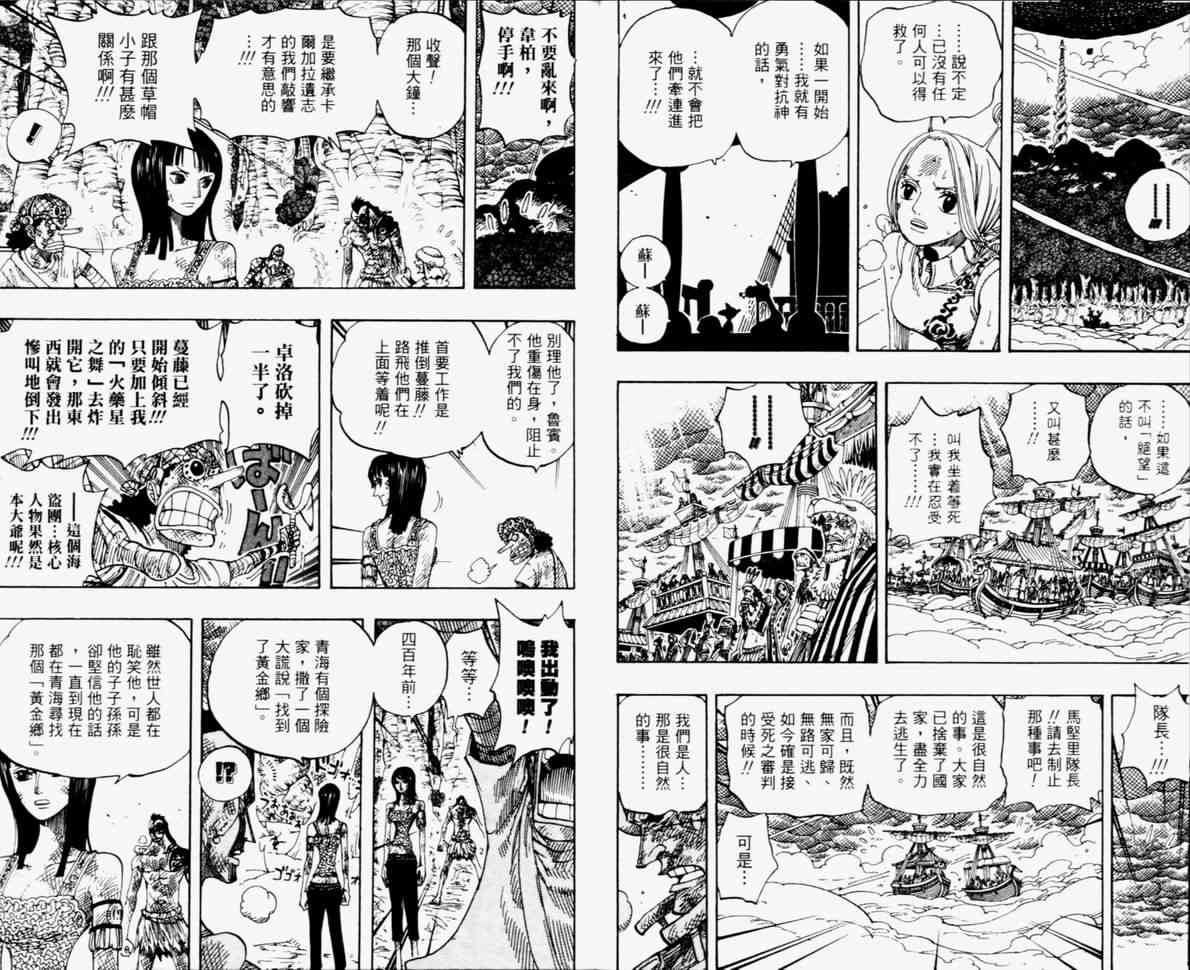 ………!!!
……說不定
…已沒有任
何人可以得
救了。
如果一開始
……我就有
勇氣對抗神
的話，
…就不會把
他們牽連進
來了…!!!
蘇—
蘇—
……如果這
不叫「絕望」
的話，
又叫甚麼
叫我坐着等死
…我實在忍受
不了……!!!
…………!!
隊長…!!!
馬堅里隊長
!!請去制止
那種事吧！
這是很自然
的事。大家
已捨棄了國
家，盡全力
去逃生了。
而且，既然
無家可歸、
無路可逃、
如今確是接
受死之審判
的時候!!
可是…
我們是人…
那是很自然
的事………
不要亂來啊，
韋柏，
停手啊!!!
收聲！
那個大鐘…
是要繼承卡
爾加拉遺志
的我們敲響
才有意思的
…!!!
跟那個草帽
小子有甚麼
關係啊!!!
！
別理他了，魯賓。
他重傷在身，阻止
不了我們的。
首要工作是
推倒蔓藤!!
路飛他們在
上面等着呢!!
卓洛砍掉
一半了。
蔓藤已經
開始傾斜!!!
只要加上我
的「火藥星
之舞」去炸
開它，那東
西就會發出
慘叫地倒下
!!!
——這個海
盜團…核心
人物果然是
本大爺呢!!!
ばーん!!
我出動了！
嗚噢噢噢！
等等…
四百年前…
青海有個探險
家，撒了一個
大謊說「找到
了黃金鄉」。
!?
ゴゴォ
雖然世人都在
恥笑他，可是
他的子子孫孫
卻堅信他的話
，一直到現在
都在青海尋找
那個「黃金鄉」。